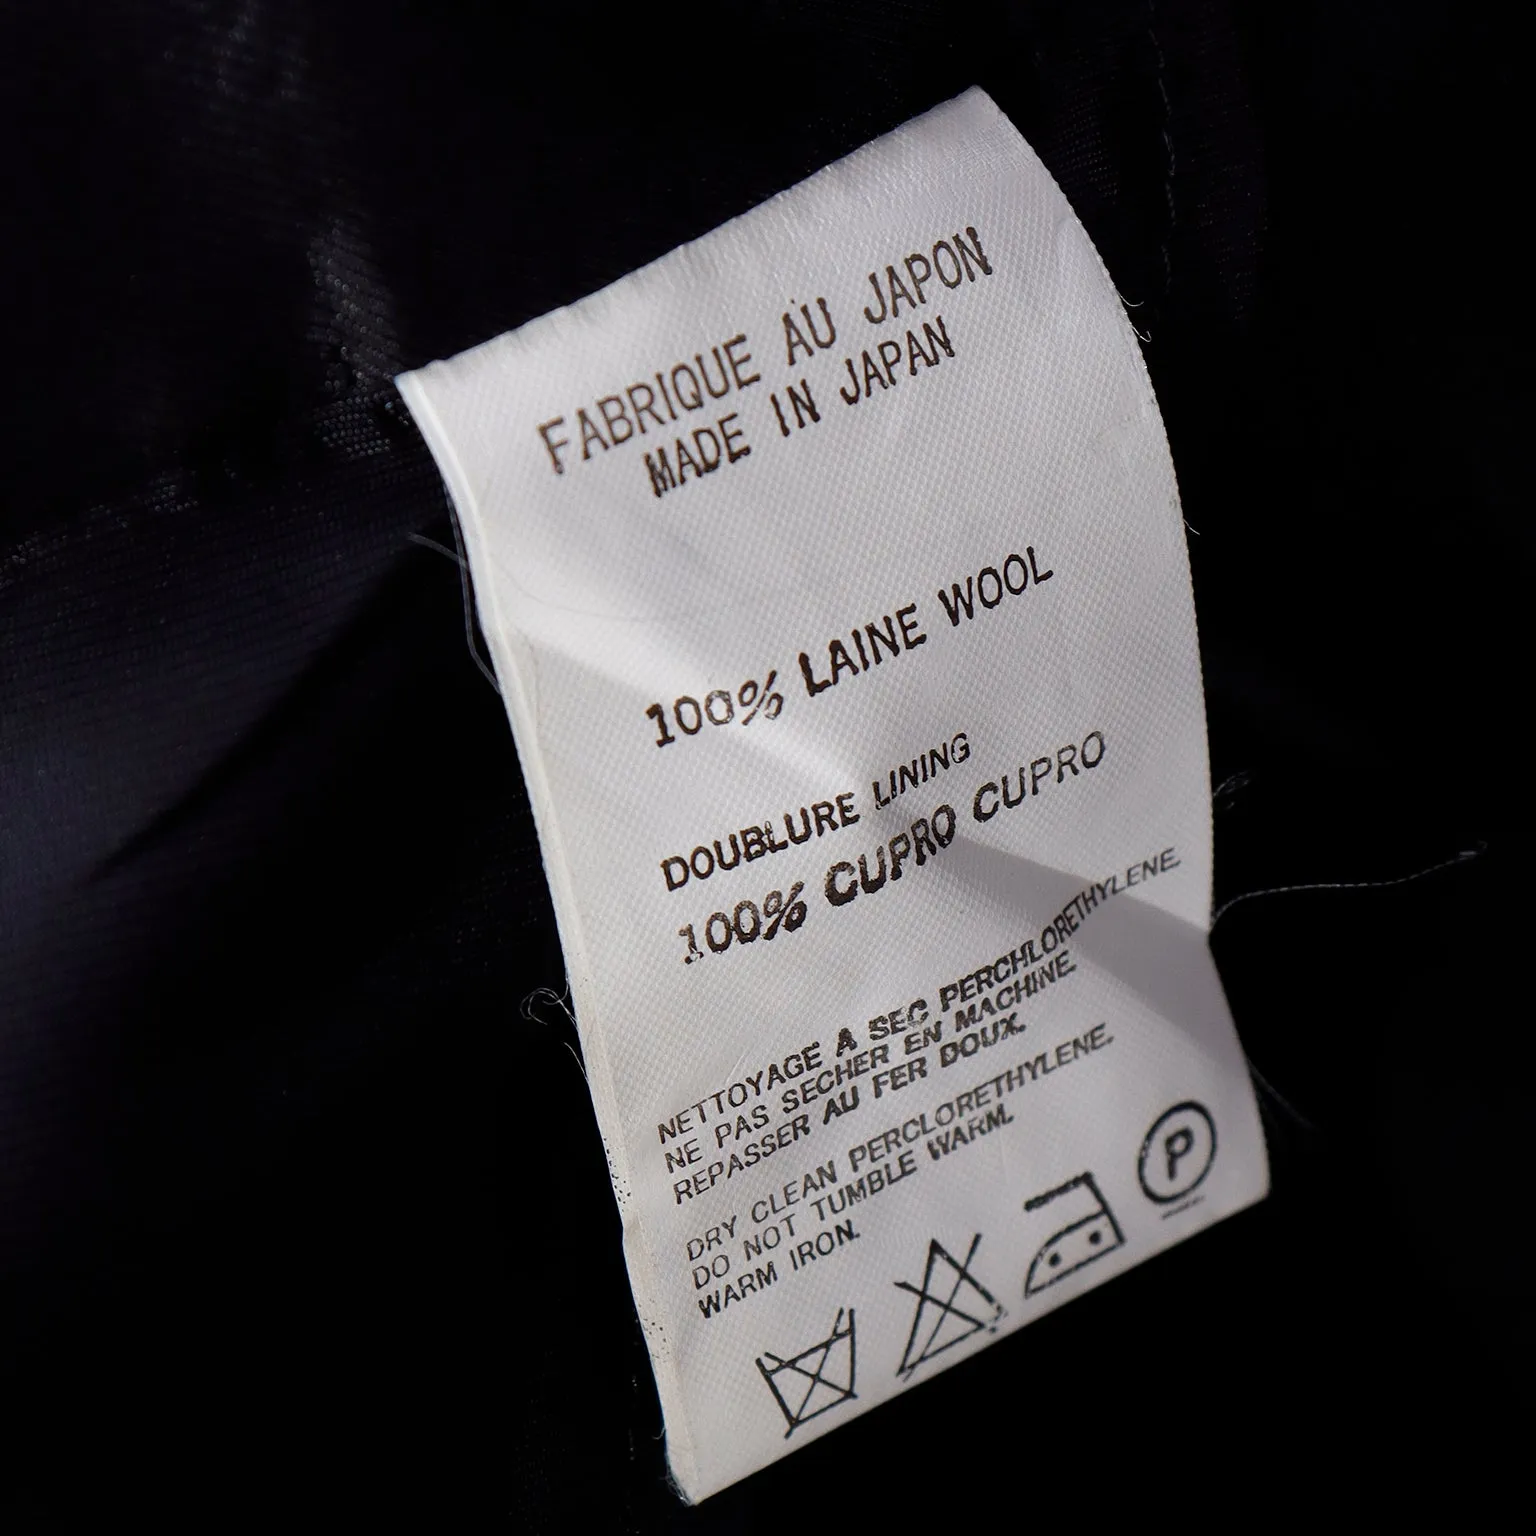 FABRIQUE AU JAPON
MADE IN JAPAN
100% LAINE WOOL
DOUBLURE LINING
100% CUPRO CUPRO
NETTOYAGE A SEC PERCHLORETHYLENE.
NE PAS SECHER EN MACHINE.
REPASSER AU FER DOUX.
DRY CLEAN PERCLORETHYLENE.
DO NOT TUMBLE WARM.
WARM IRON.
P